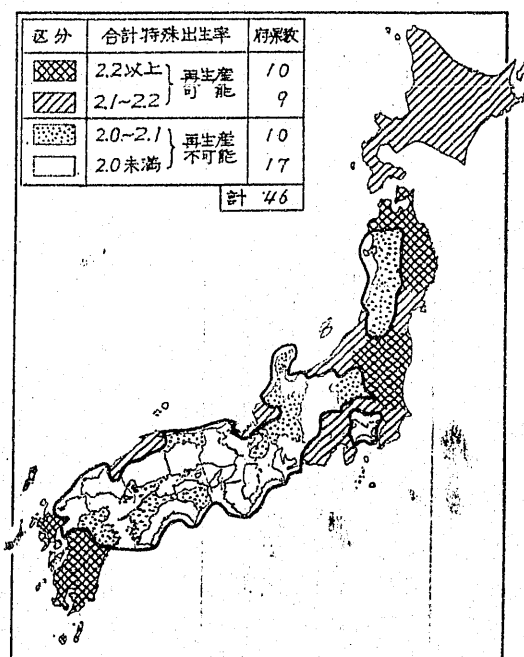 区分 合計特殊出生率 府県数
2.2以上 再生産可能 10
2.1~2.2 9
2.0~2.1 再生産不可能 10
2.0未満 17
計 46